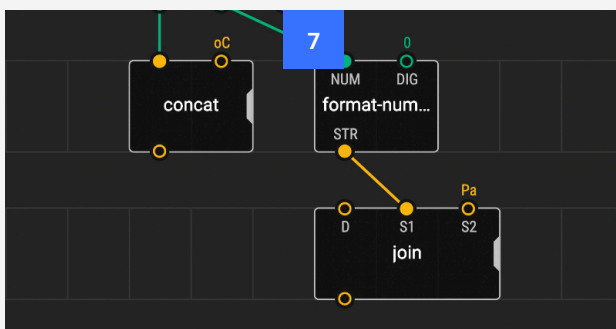 7
oC
0
NUM DIG
concat
format-num...
STR
Pa
D S1 S2
join